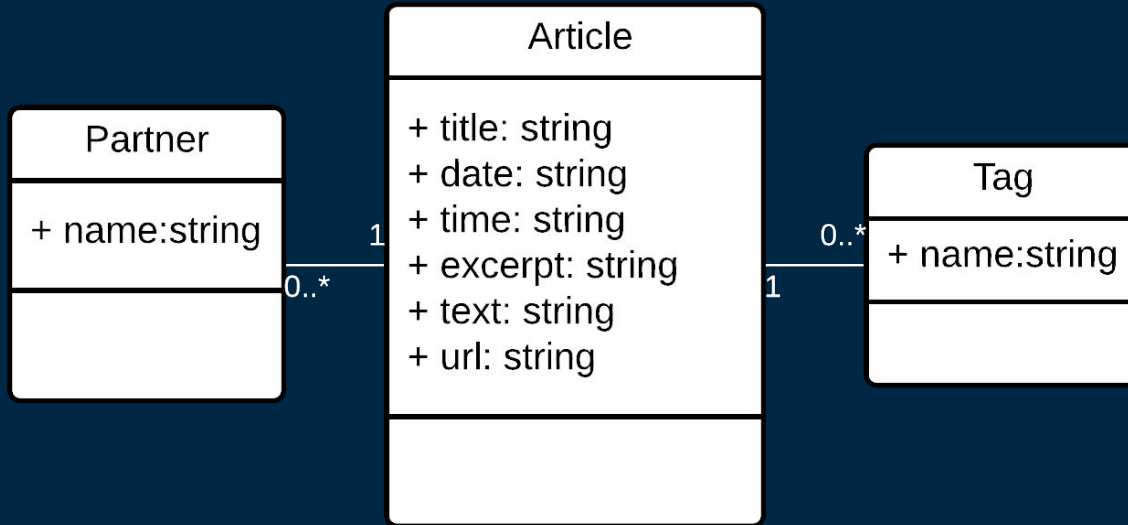 Partner
+ name:string
0..*
1
Article
+ title: string
+ date: string
+ time: string
+ excerpt: string
+ text: string
+ url: string
1
0..*
Tag
+ name:string